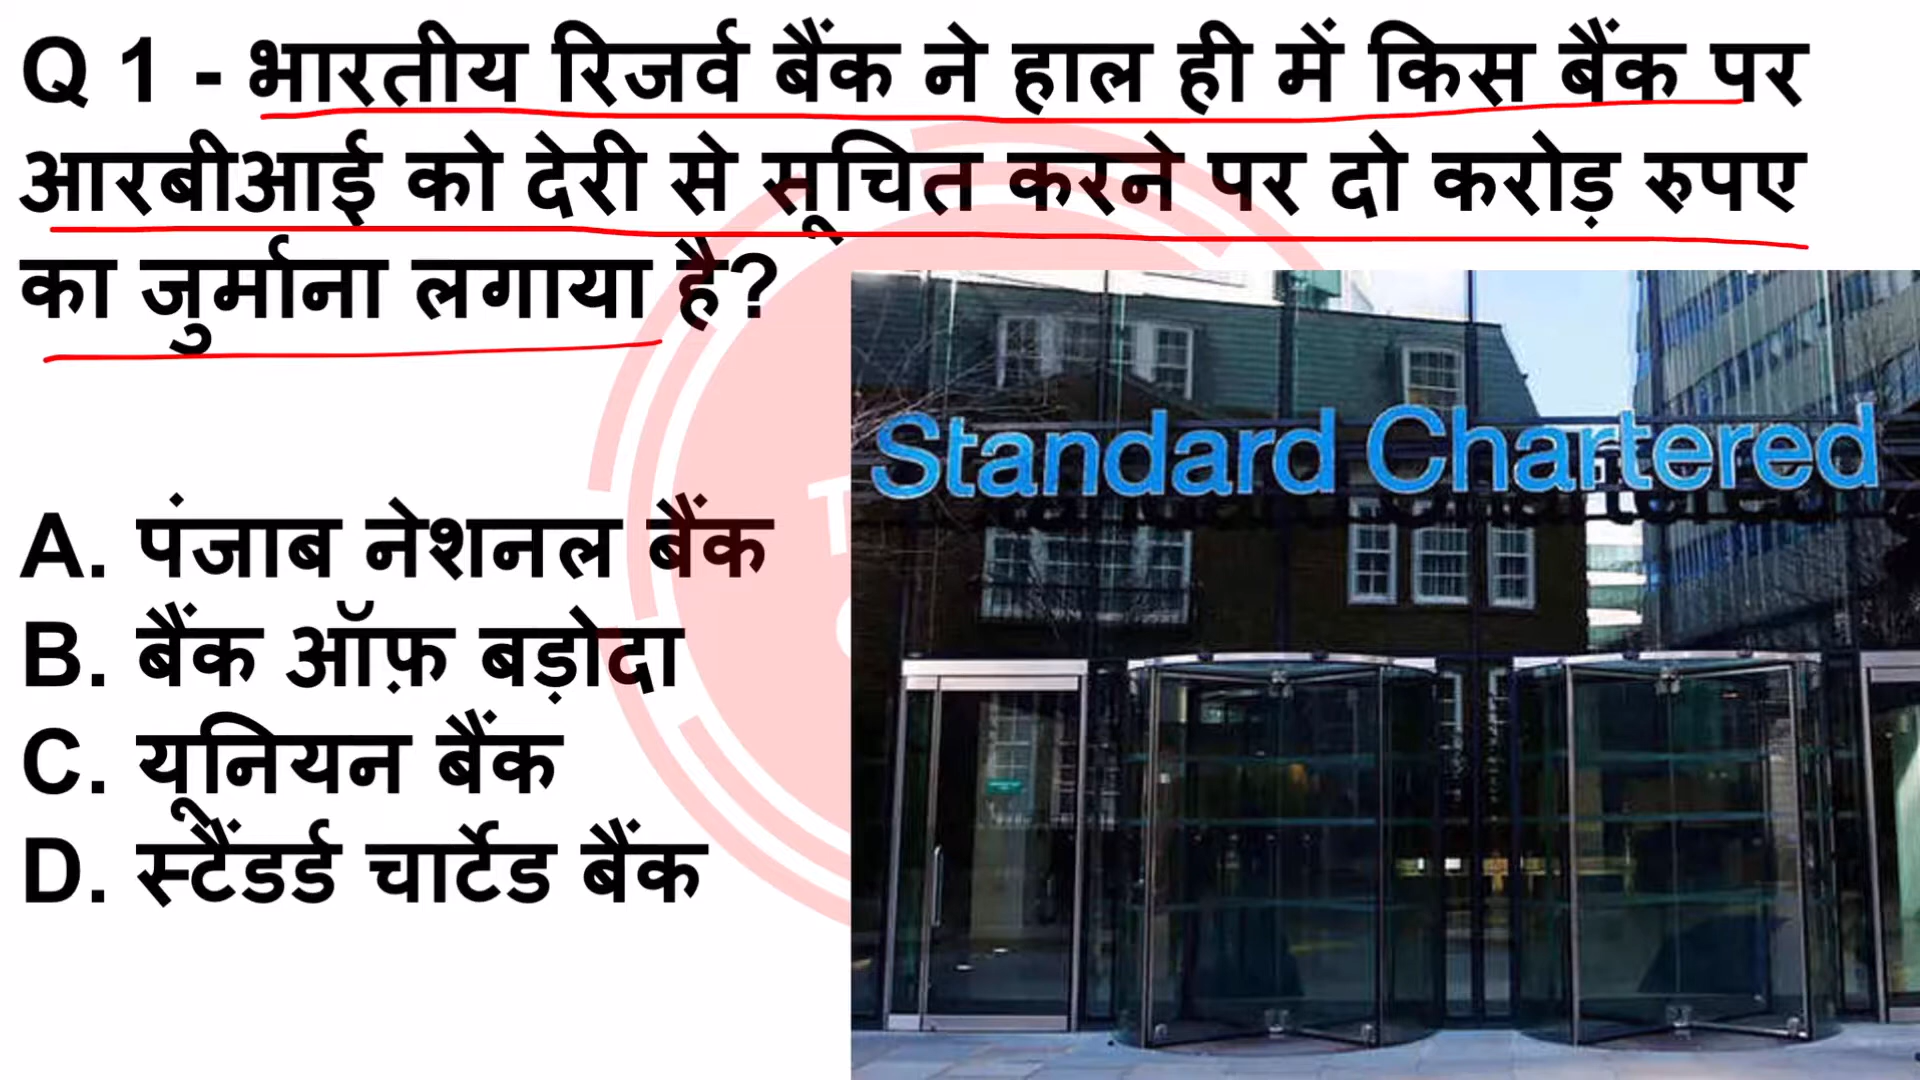 Q 1 - भारतीय रिजर्व बैंक ने हाल ही में किस बैंक पर
आरबीआई को देरी से सूचित करने पर दो करोड़ रुपए
का जुर्माना लगाया है?
Standard Chartered
A. पंजाब नेशनल बैंक
B. बैंक ऑफ़ बड़ोदा
C. यूनियन बैंक
D. स्टैंडर्ड चार्टेड बैंक